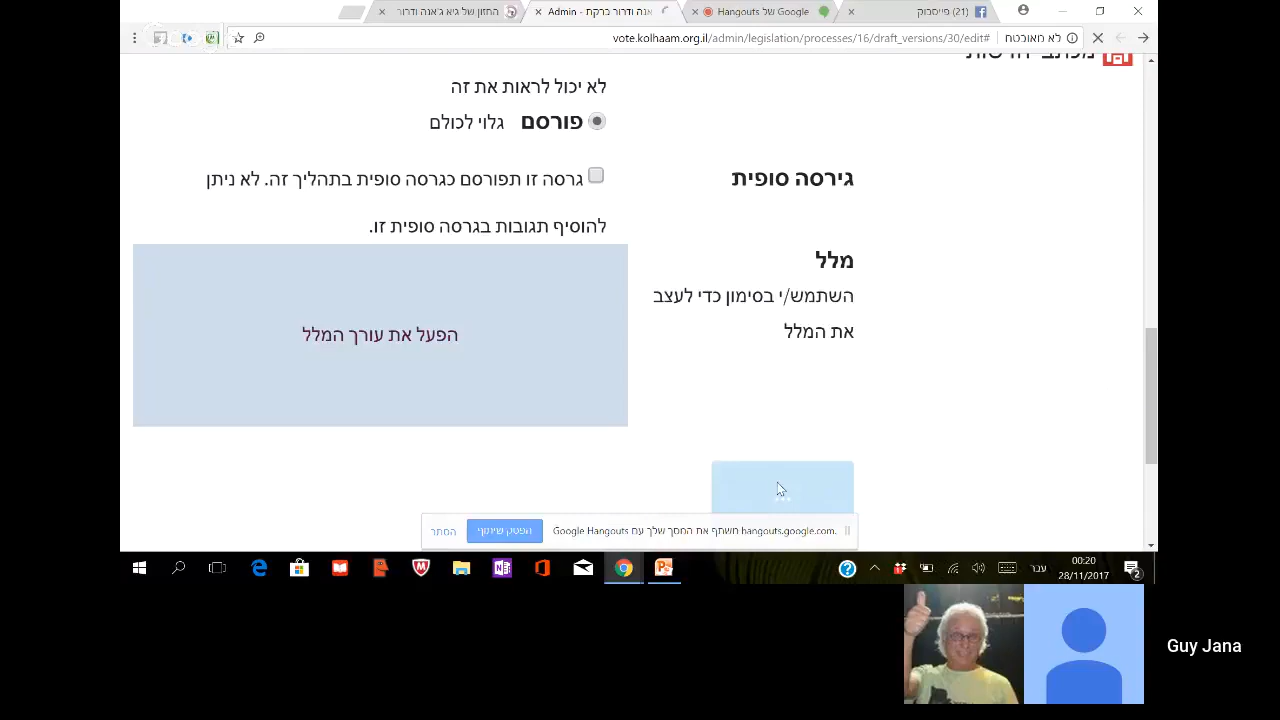 (21) פייסבוק
Hangouts של Google
אנה ודור ברקת - Admin
החזון של גיא ג'אנה ודרור
לא מאובטח
vote.kolhaam.org.il/admin/legislation/processes/16/draft_versions/30/edit#
לא יכול לראות את זה
פורסם גלוי לכולם
גירסה סופית
גרסה זו תפורסם כגרסה סופית בתהליך זה. לא ניתן
להוסיף תגובות בגרסה סופית זו.
מלל
השתמש/י בסימון כדי לעצב
את המלל
הפעל את עורך המלל
...
hangouts.google.com משתף את המסך שלך עם Google Hangouts.
הפסק שיתוף
הסתר
עבר
00:20
28/11/2017
2
Guy Jana